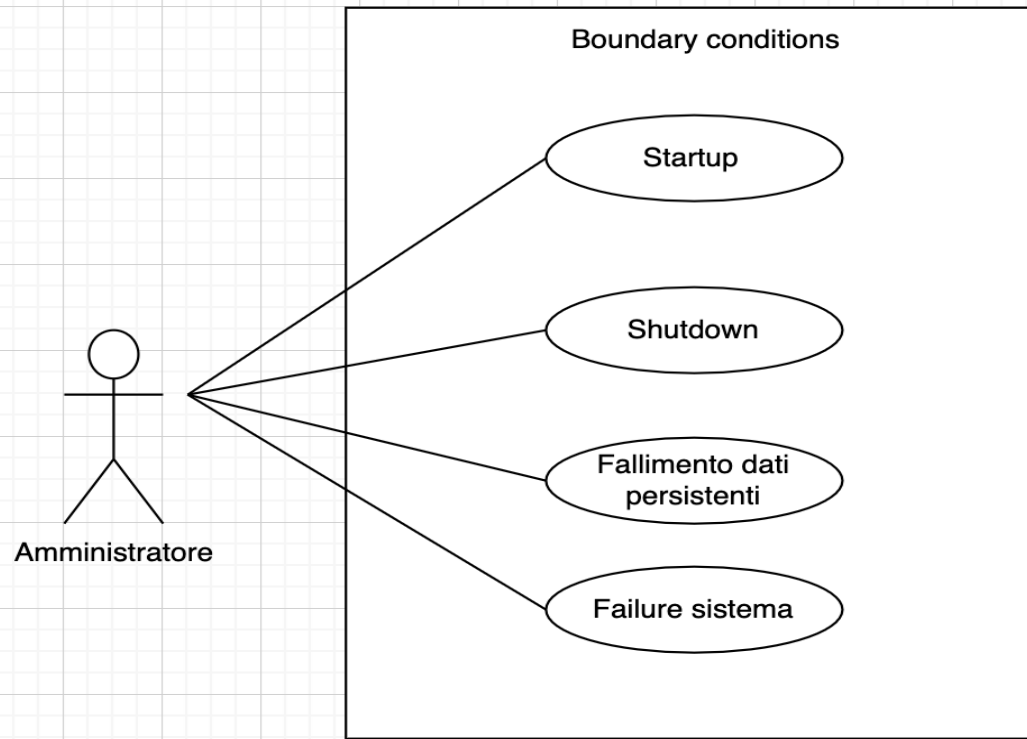 Boundary conditions
Startup
Shutdown
Fallimento dati
persistenti
Failure sistema
Amministratore